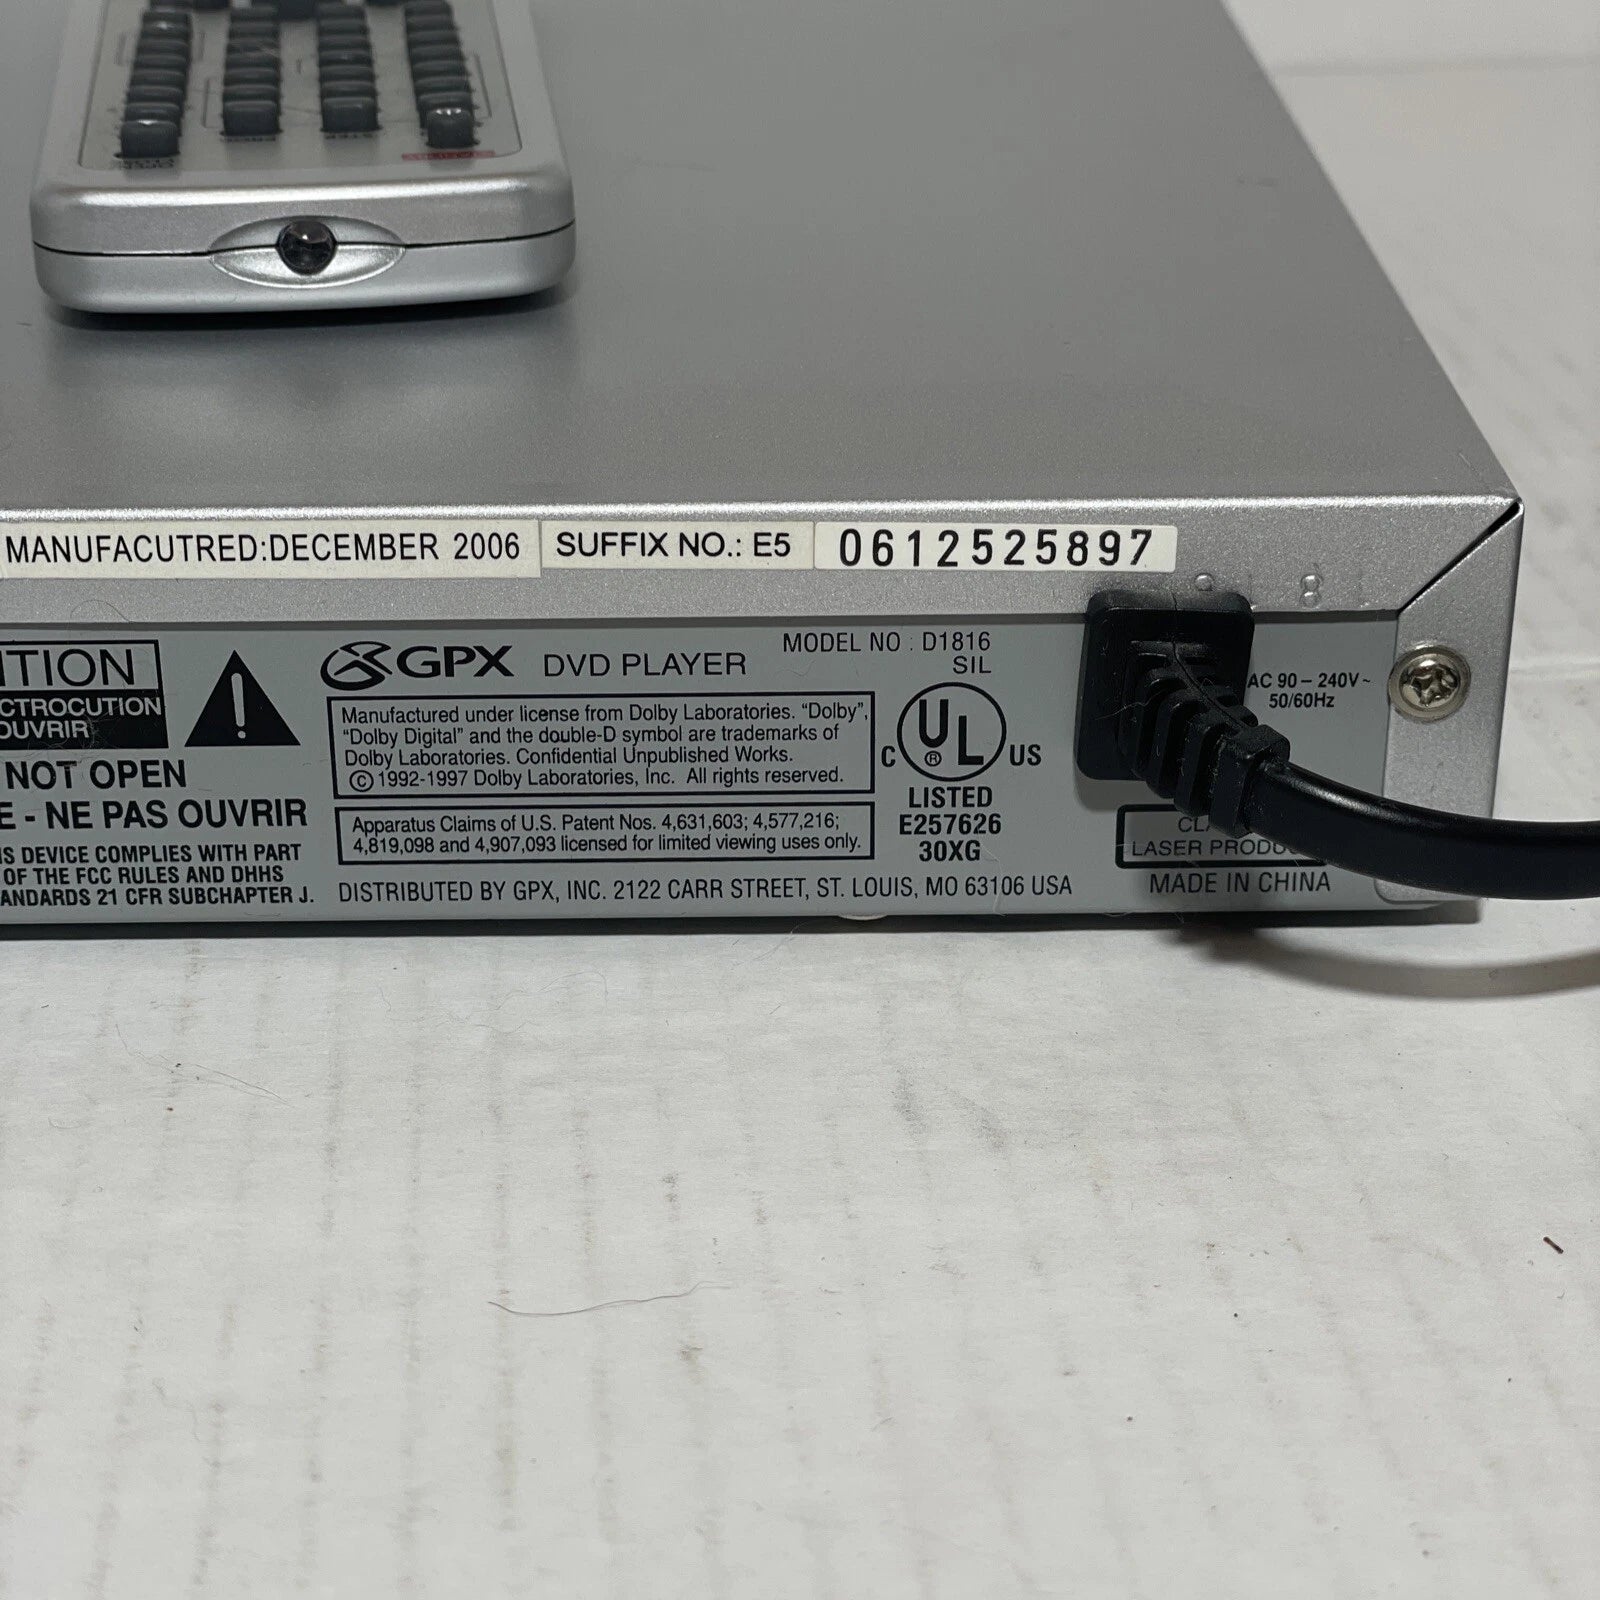 MANUFACUTRED:DECEMBER 2006
SUFFIX NO.: E5
0612525897
TION
CTROCUTION
OUVRIR
NOT OPEN
E - NE PAS OUVRIR
IS DEVICE COMPLIES WITH PART
OF THE FCC RULES AND DHHS
ANDARDS 21 CFR SUBCHAPTER J.
GPX DVD PLAYER
MODEL NO : D1816
SIL
Manufactured under license from Dolby Laboratories. “Dolby”,
“Dolby Digital” and the double-D symbol are trademarks of
Dolby Laboratories. Confidential Unpublished Works.
© 1992-1997 Dolby Laboratories, Inc. All rights reserved.
Apparatus Claims of U.S. Patent Nos. 4,631,603; 4,577,216;
4,819,098 and 4,907,093 licensed for limited viewing uses only.
DISTRIBUTED BY GPX, INC. 2122 CARR STREET, ST. LOUIS, MO 63106 USA
C UL ® US
LISTED
E257626
30XG
AC 90 – 240V~
50/60Hz
CLA
LASER PRODU
MADE IN CHINA